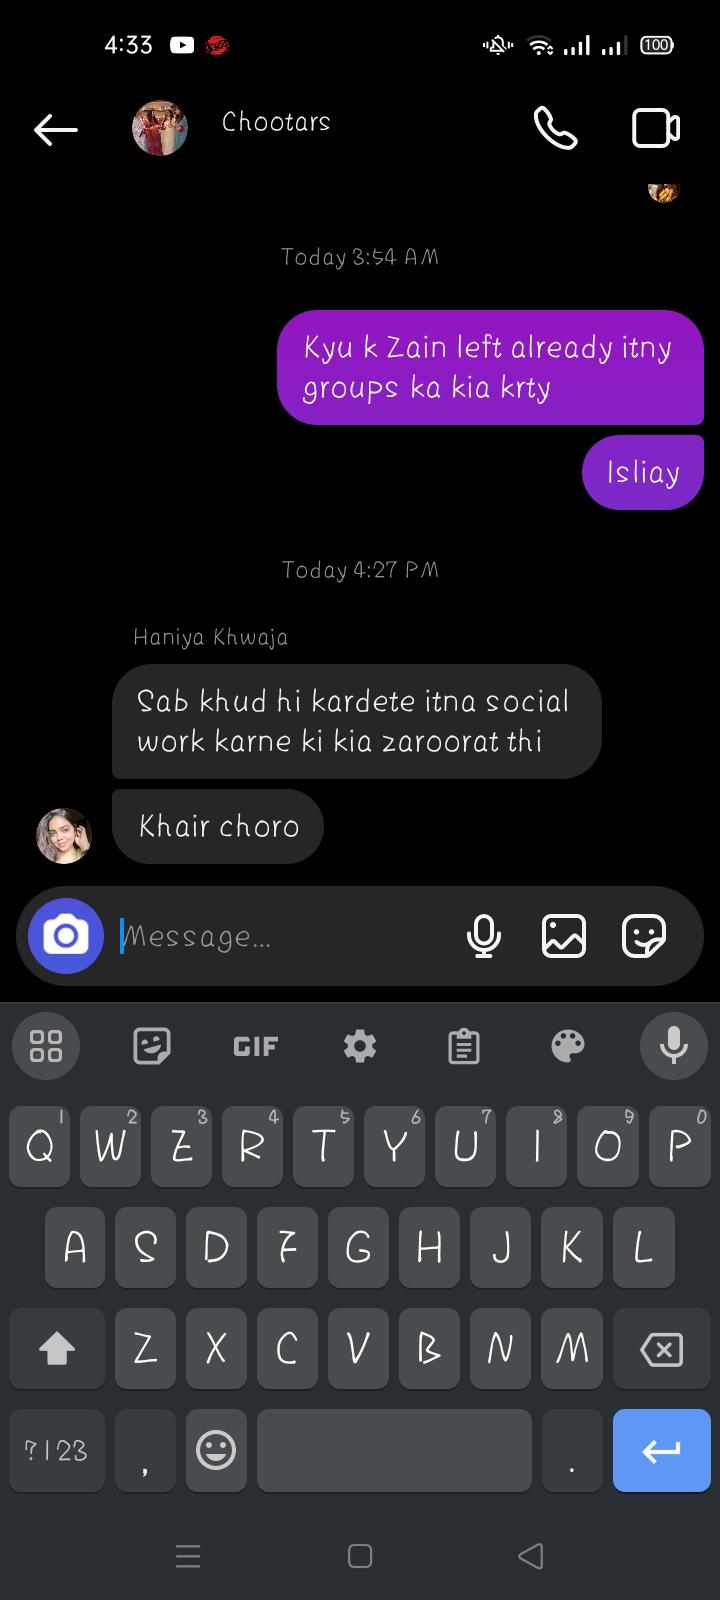 4:33
100
Chootars
Today 3:54 AM
Kyu k Zain left already itny
groups ka kia krty
Isliay
Today 4:27 PM
Haniya Khwaja
Sab khud hi kardete itna social
work karne ki kia zaroorat thi
Khair choro
Message...
GIF
1 2 3 4 5 6 7 8 9 0
Q W E R T Y U I O P
A S D F G H J K L
Z X C V B N M
?123 , .